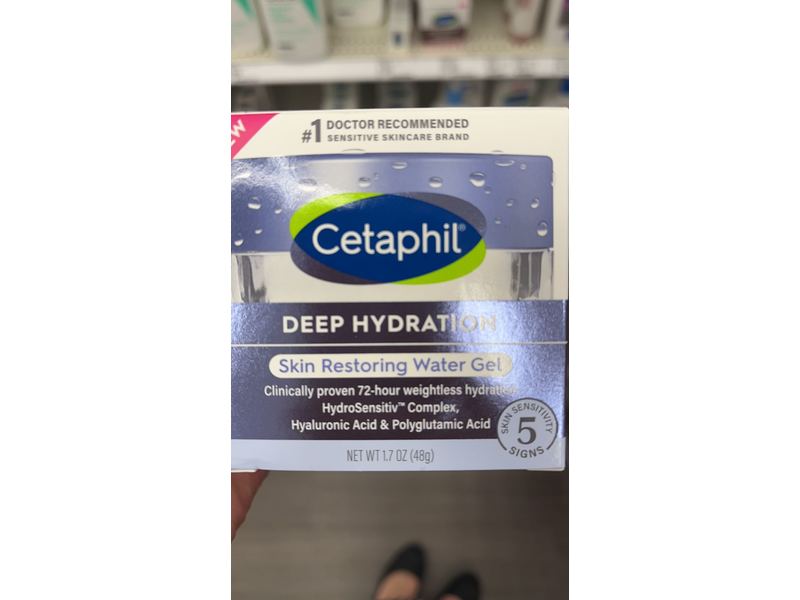 #1 DOCTOR RECOMMENDED
SENSITIVE SKINCARE BRAND
Cetaphil®
DEEP HYDRATION
Skin Restoring Water Gel
Clinically proven 72-hour weightless hydration
HydroSensitiv™ Complex,
Hyaluronic Acid & Polyglutamic Acid
SKIN SENSITIVITY
5
SIGNS
NET WT 1.7 OZ (48g)